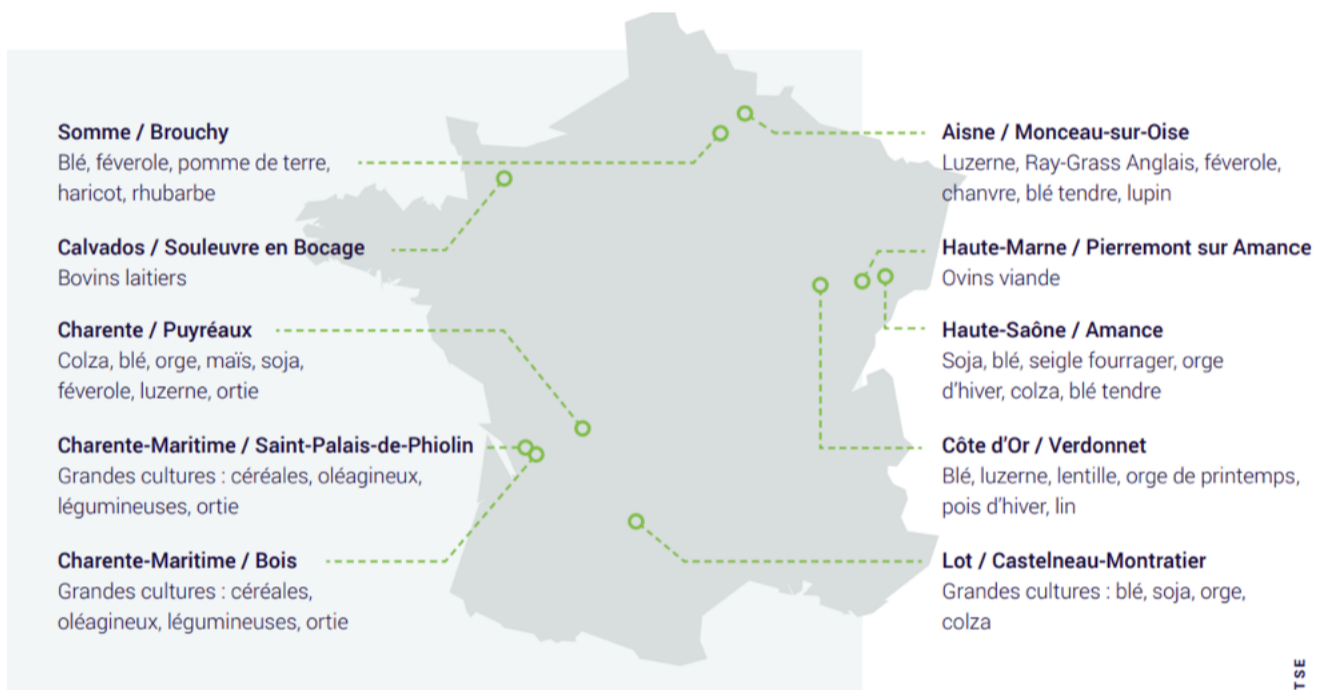 Somme / Brouchy
Blé, féverole, pomme de terre,
haricot, rhubarbe
Calvados / Souleuvre en Bocage
Bovins laitiers
Charente / Puyréaux
Colza, blé, orge, maïs, soja,
féverole, luzerne, ortie
Charente-Maritime / Saint-Palais-de-Phiolin
Grandes cultures : céréales, oléagineux,
légumineuses, ortie
Charente-Maritime / Bois
Grandes cultures : céréales,
oléagineux, légumineuses, ortie
Aisne / Monceau-sur-Oise
Luzerne, Ray-Grass Anglais, féverole,
chanvre, blé tendre, lupin
Haute-Marne / Pierremont sur Amance
Ovins viande
Haute-Saône / Amance
Soja, blé, seigle fourrager, orge
d'hiver, colza, blé tendre
Côte d'Or / Verdonnet
Blé, luzerne, lentille, orge de printemps,
pois d'hiver, lin
Lot / Castelneau-Montratier
Grandes cultures : blé, soja, orge,
colza
TSE